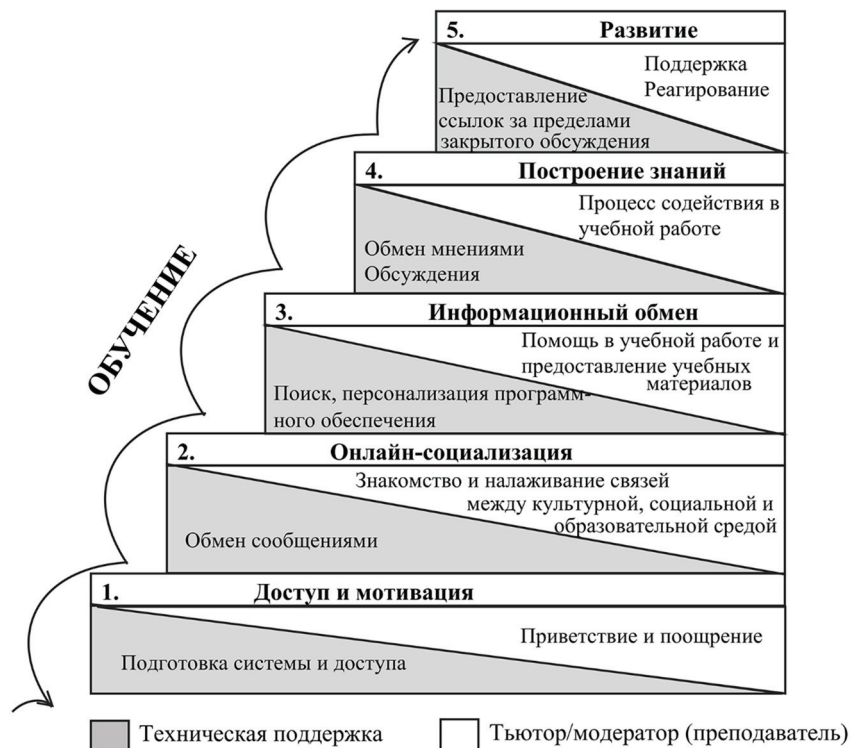 5. Развитие
Поддержка
Реагирование
Предоставление
ссылок за пределами
закрытого обсуждения
4. Построение знаний
Процесс содействия в
учебной работе
Обмен мнениями
Обсуждения
3. Информационный обмен
Помощь в учебной работе и
предоставление учебных
материалов
Поиск, персонализация программ-
ного обеспечения
2. Онлайн-социализация
Знакомство и налаживание связей
между культурной, социальной и
образовательной средой
Обмен сообщениями
1. Доступ и мотивация
Приветствие и поощрение
Подготовка системы и доступа
ОБУЧЕНИЕ
Техническая поддержка
Тьютор/модератор (преподаватель)